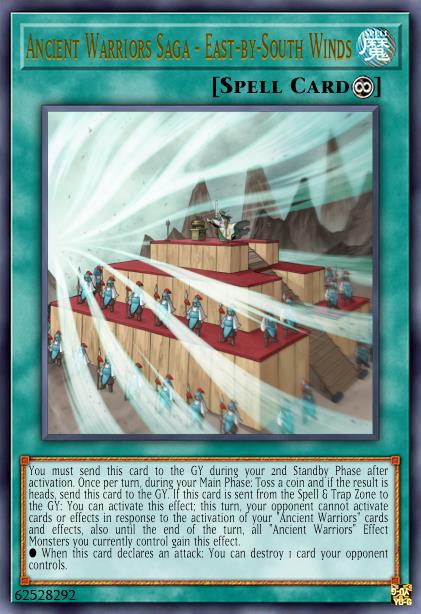 Ancient Warriors Saga - East-by-South Winds
SPELL
魔
[Spell Card]
You must send this card to the GY during your 2nd Standby Phase after
activation. Once per turn, during your Main Phase: Toss a coin and if the result is
heads, send this card to the GY. If this card is sent from the Spell & Trap Zone to
the GY: You can activate this effect; this turn, your opponent cannot activate
cards or effects in response to the activation of your "Ancient Warriors" cards
and effects, also until the end of the turn, all "Ancient Warriors" Effect
Monsters you currently control gain this effect.
● When this card declares an attack: You can destroy 1 card your opponent
controls.
62528292